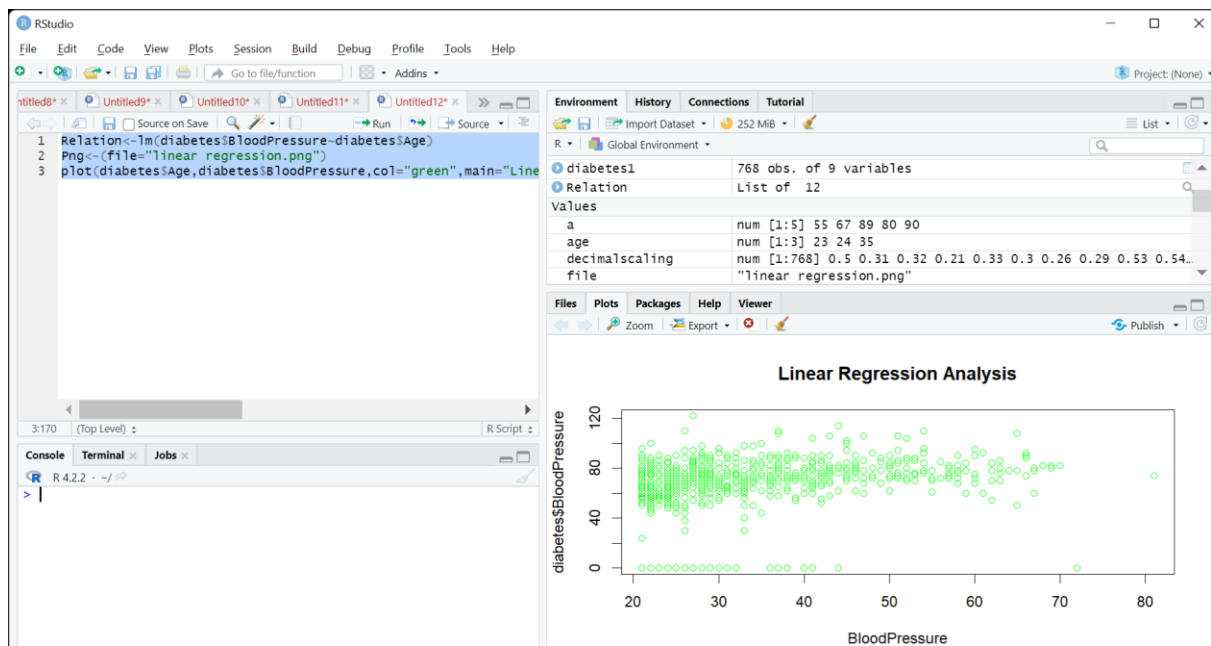 RStudio
File Edit Code View Plots Session Build Debug Profile Tools Help
Go to file/function Addins Project: (None)
ntitled8* Untitled9* Untitled10* Untitled11* Untitled12*
Source on Save Run Source
1 Relation<-lm(diabetes$BloodPressure~diabetes$Age)
2 Png<-(file="linear regression.png")
3 plot(diabetes$Age,diabetes$BloodPressure,col="green",main="Line
3:170 (Top Level) R Script
Console Terminal Jobs
R 4.2.2 · ~/
>
Environment History Connections Tutorial
Import Dataset 252 MiB List
R Global Environment
diabetes1 768 obs. of 9 variables
Relation List of 12
Values
a num [1:5] 55 67 89 80 90
age num [1:3] 23 24 35
decimalscaling num [1:768] 0.5 0.31 0.32 0.21 0.33 0.3 0.26 0.29 0.53 0.54…
file "linear regression.png"
Files Plots Packages Help Viewer
Zoom Export Publish
Linear Regression Analysis
diabetes$BloodPressure
120
80
40
0
20 30 40 50 60 70 80
BloodPressure